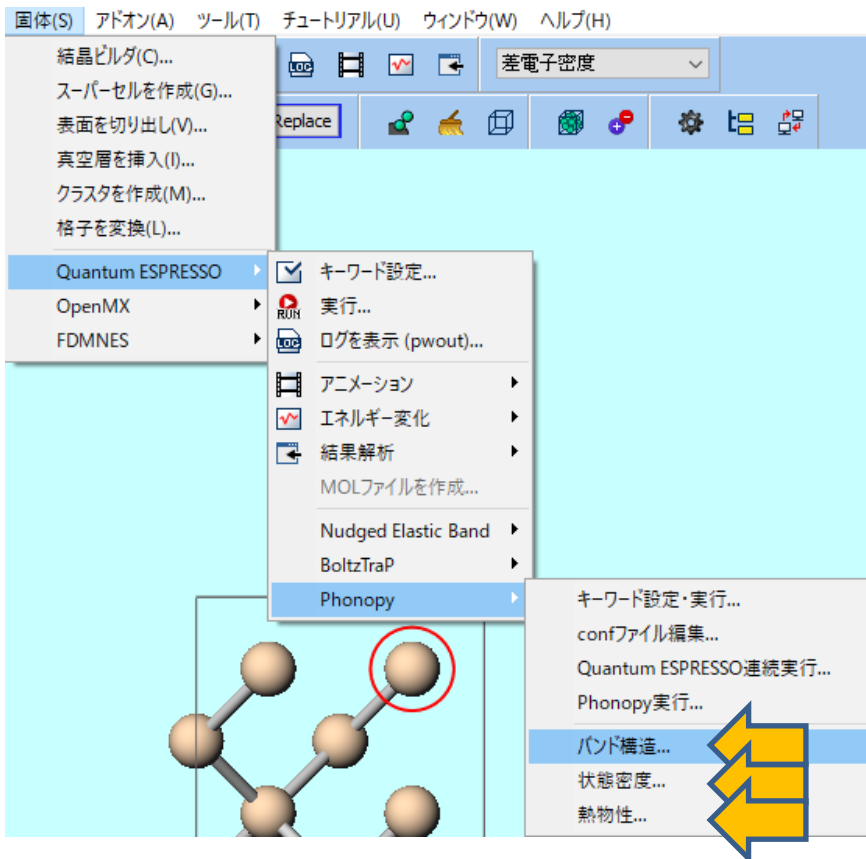 固体(S) アドオン(A) ツール(T) チュートリアル(U) ウィンドウ(W) ヘルプ(H)
結晶ビルダ(C)...
スーパーセルを作成(G)...
表面を切り出し(V)...
真空層を挿入(I)...
クラスタを作成(M)...
格子を変換(L)...
Quantum ESPRESSO
OpenMX
FDMNES
LOG
差電子密度
Replace
キーワード設定...
RUN
実行...
LOG
ログを表示 (pwout)...
アニメーション
エネルギー変化
結果解析
MOLファイルを作成...
Nudged Elastic Band
BoltzTraP
Phonopy
キーワード設定・実行...
confファイル編集...
Quantum ESPRESSO連続実行...
Phonopy実行...
バンド構造...
状態密度...
熱物性...